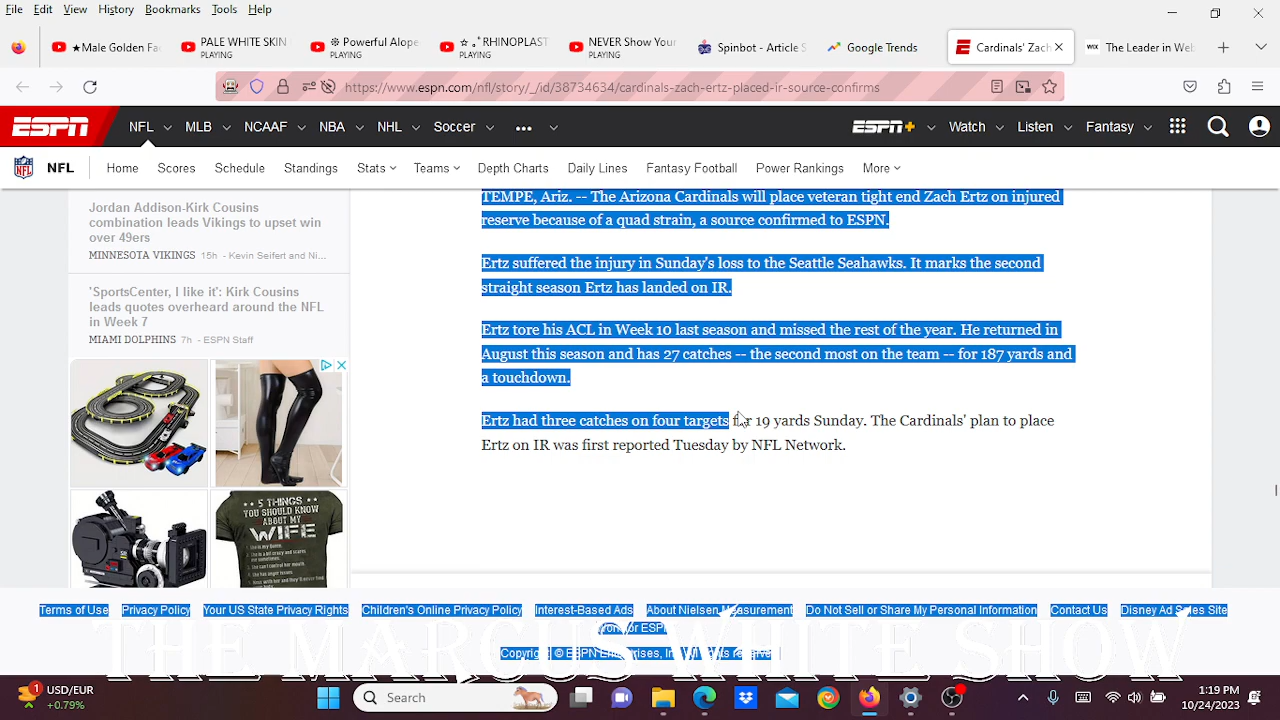 File Edit View History Bookmarks Tools Help
★Male Golden Fac
PLAYING
PALE WHITE SKIN
PLAYING
Powerful Alope
PLAYING
RHINOPLAST
PLAYING
NEVER Show Your
PLAYING
Spinbot - Article S
Google Trends
Cardinals' Zach
WIX The Leader in Web
https://www.espn.com/nfl/story/_/id/38734634/cardinals-zach-ertz-placed-ir-source-confirms
ESPN NFL MLB NCAAF NBA NHL Soccer ••• ESPN+ Watch Listen Fantasy
NFL Home Scores Schedule Standings Stats Teams Depth Charts Daily Lines Fantasy Football Power Rankings More
Jordan Addison-Kirk Cousins
combination leads Vikings to upset win
over 49ers
MINNESOTA VIKINGS 15h - Kevin Seifert and Ni...
'SportsCenter, I like it': Kirk Cousins
leads quotes overheard around the NFL
in Week 7
MIAMI DOLPHINS 7h - ESPN Staff
5 THINGS
YOU SHOULD KNOW
ABOUT MY
WIFE
TEMPE, Ariz. -- The Arizona Cardinals will place veteran tight end Zach Ertz on injured
reserve because of a quad strain, a source confirmed to ESPN.
Ertz suffered the injury in Sunday's loss to the Seattle Seahawks. It marks the second
straight season Ertz has landed on IR.
Ertz tore his ACL in Week 10 last season and missed the rest of the year. He returned in
August this season and has 27 catches -- the second most on the team -- for 187 yards and
a touchdown.
Ertz had three catches on four targets for 19 yards Sunday. The Cardinals' plan to place
Ertz on IR was first reported Tuesday by NFL Network.
Terms of Use Privacy Policy Your US State Privacy Rights Children's Online Privacy Policy Interest-Based Ads About Nielsen Measurement Do Not Sell or Share My Personal Information Contact Us Disney Ad Sales Site
Work for ESPN
Copyright: © ESPN Enterprises, Inc. All rights reserved.
THE MARCUS WHITE SHOW
1
USD/EUR
+0.79%
Search
1:19 PM
10/24/2023